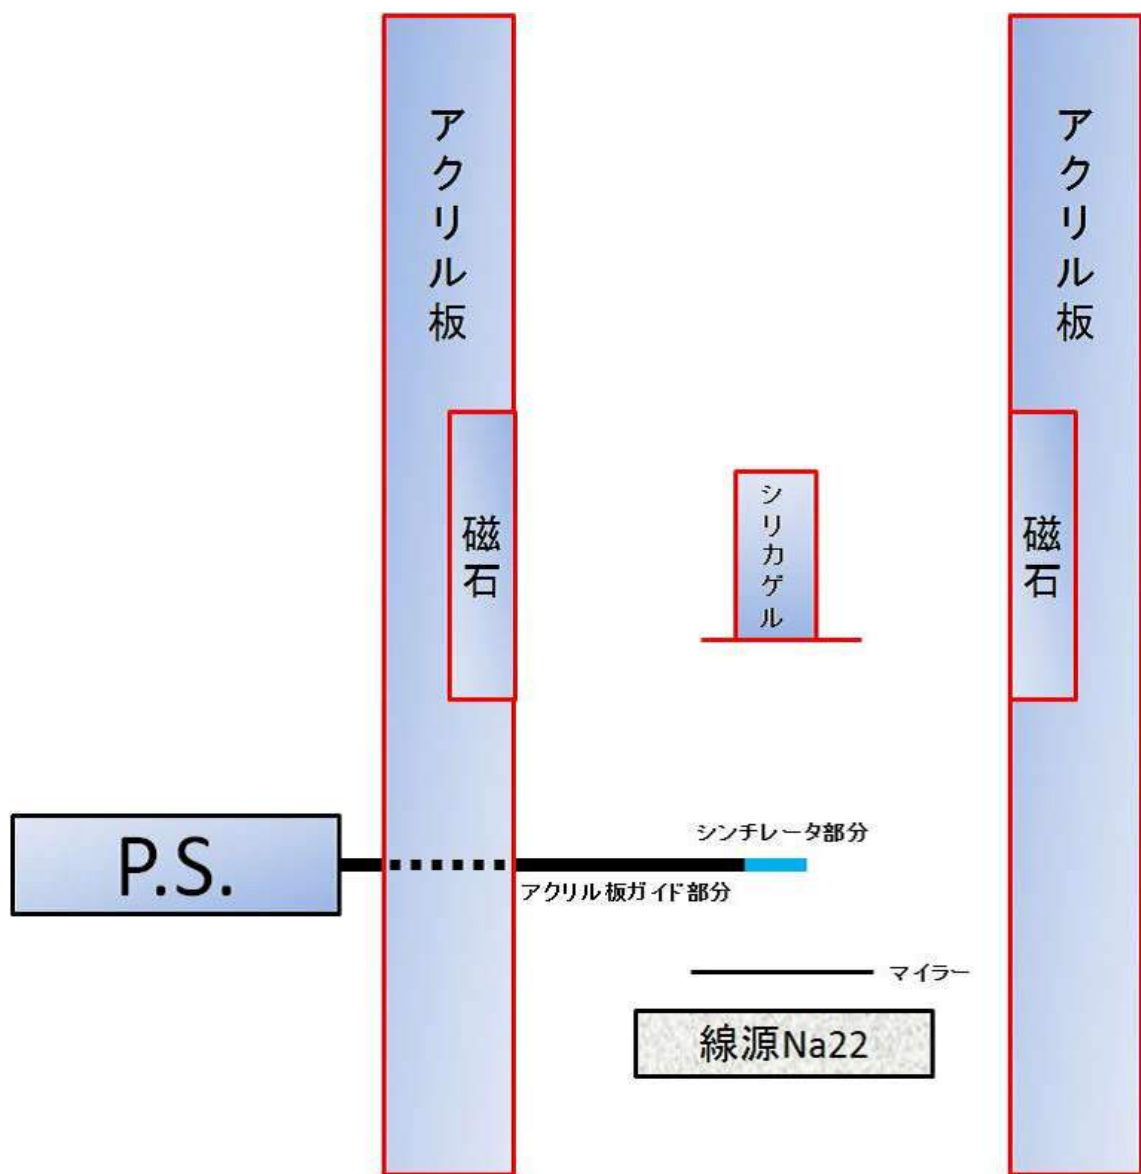 アクリル板
アクリル板
磁石
シリカゲル
磁石
P.S.
シンチレータ部分
アクリル板ガイド部分
マイラー
線源Na22